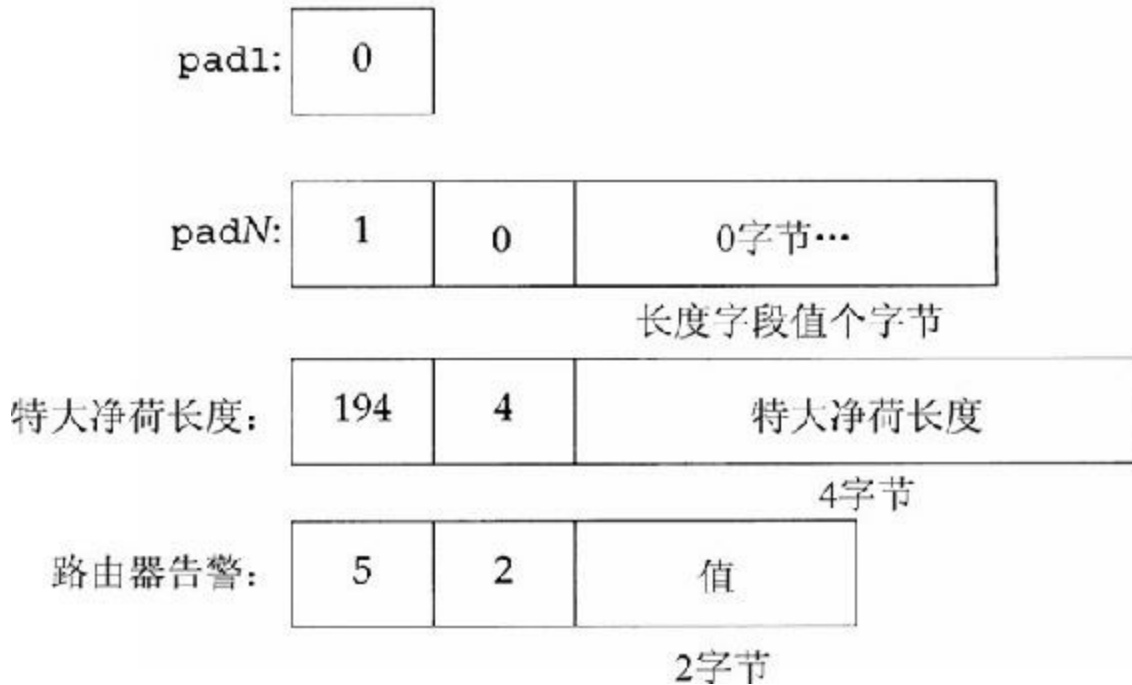 pad1: 0
padN: 1 0 0字节…
长度字段值个字节
特大净荷长度: 194 4 特大净荷长度
4字节
路由器告警: 5 2 值
2字节